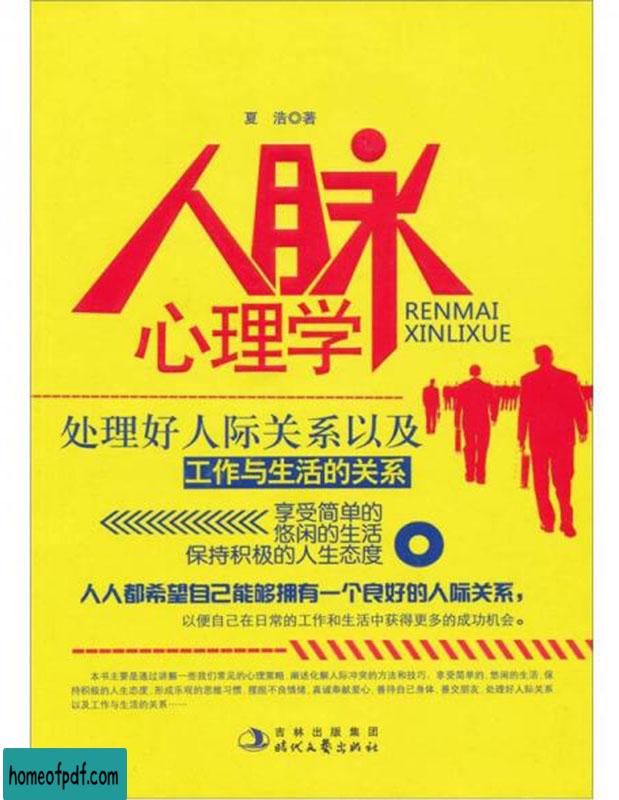 夏 浩◎著
人脉
心理学
RENMAI
XINLIXUE
处理好人际关系以及
工作与生活的关系
享受简单的
悠闲的生活
保持积极的人生态度
人人都希望自己能够拥有一个良好的人际关系，
以便自己在日常的工作和生活中获得更多的成功机会。
本书主要是通过讲解一些我们常见的心理策略，阐述化解人际冲突的方法和技巧，享受简单的、悠闲的生活，保
持积极的人生态度，形成乐观的思维习惯，摆脱不良情绪，真诚奉献爱心，善待自己身体，善交朋友，处理好人际关系
以及工作与生活的关系……
吉林出版集团
时代文艺出版社
homeofpdf.com